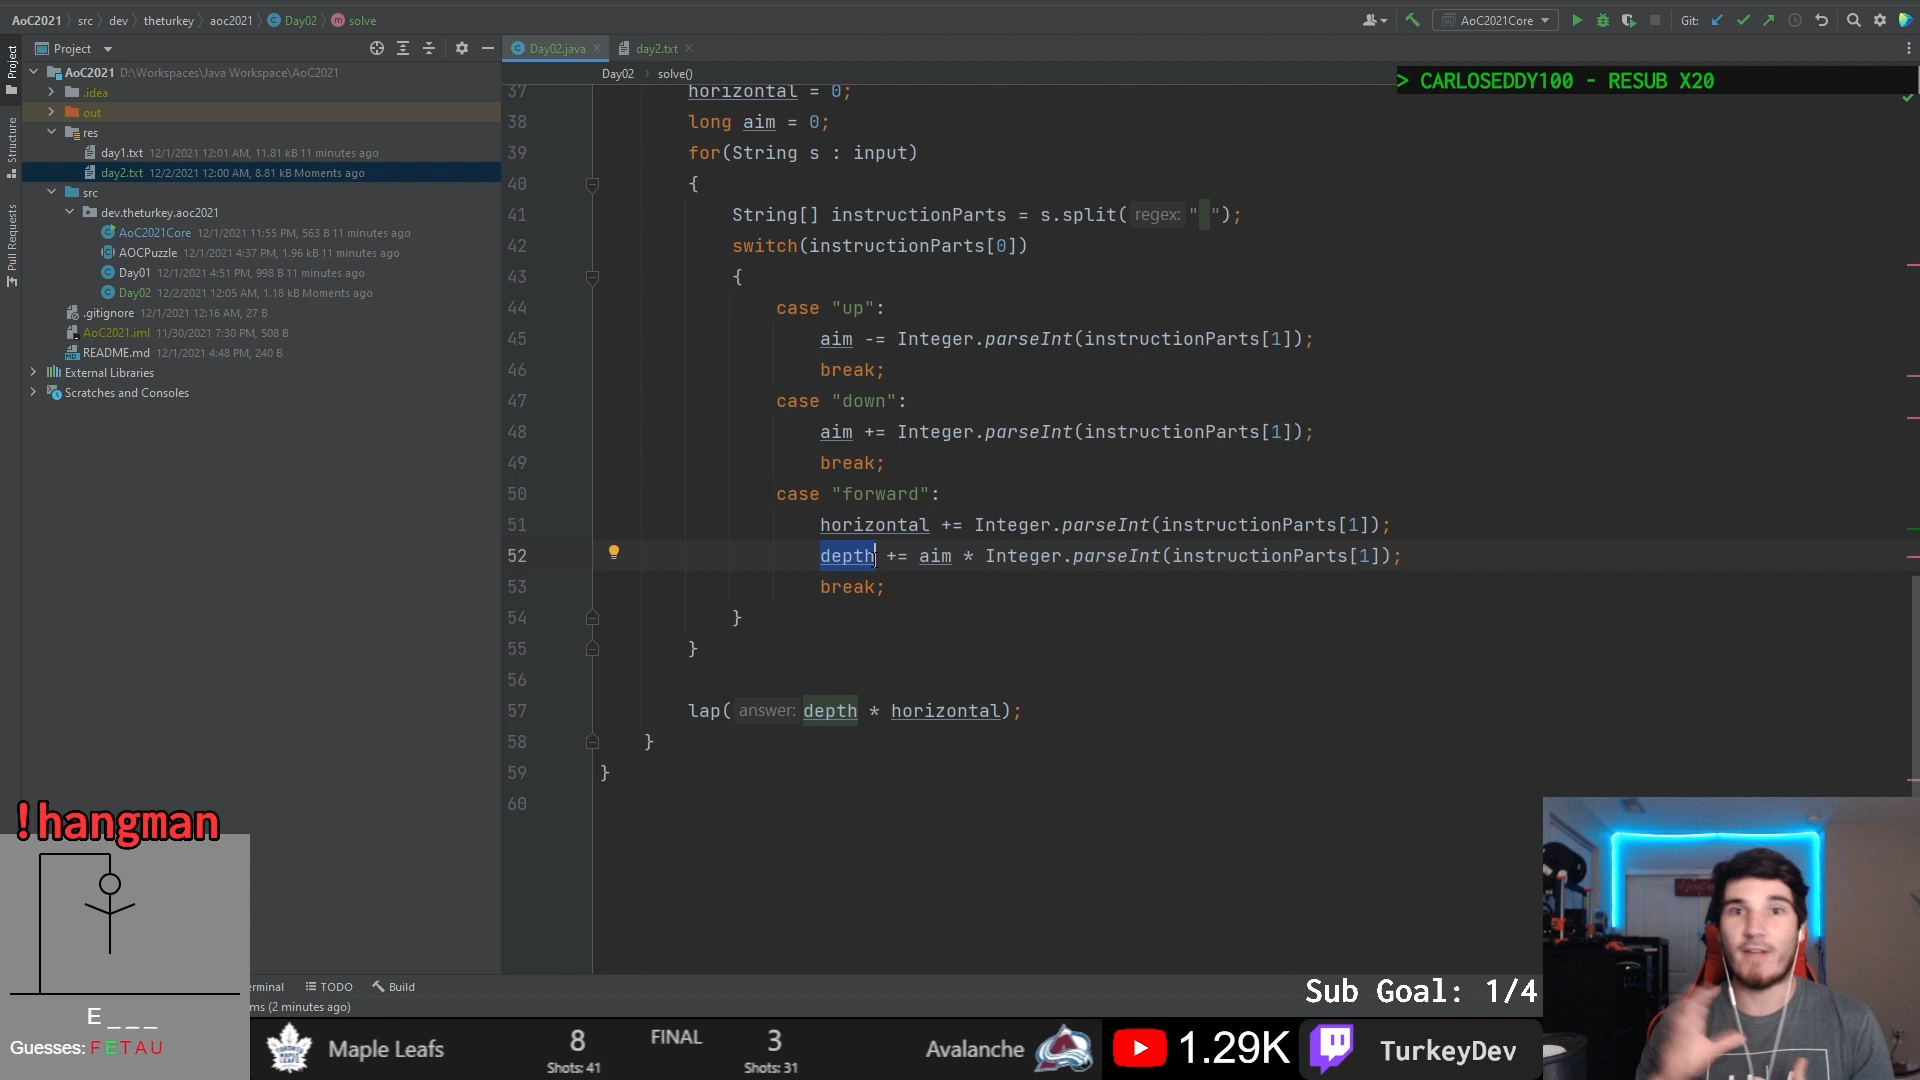 AoC2021 src dev theturkey aoc2021 Day02 solve
AoC2021Core
Git:
Project
Day02.java
day2.txt
Day02 solve()
> CARLOSEDDY100 - RESUB X20
Project
Structure
Pull Requests
AoC2021 D:\Workspaces\Java Workspace\AoC2021
.idea
out
res
day1.txt 12/1/2021 12:01 AM, 11.81 kB 11 minutes ago
day2.txt 12/2/2021 12:00 AM, 8.81 kB Moments ago
src
dev.theturkey.aoc2021
AoC2021Core 12/1/2021 11:55 PM, 563 B 11 minutes ago
AOCPuzzle 12/1/2021 4:37 PM, 1.96 kB 11 minutes ago
Day01 12/1/2021 4:51 PM, 998 B 11 minutes ago
Day02 12/2/2021 12:05 AM, 1.18 kB Moments ago
.gitignore 12/1/2021 12:16 AM, 27 B
AoC2021.iml 11/30/2021 7:30 PM, 508 B
README.md 12/1/2021 4:48 PM, 240 B
External Libraries
Scratches and Consoles
37 horizontal = 0;
38 long aim = 0;
39 for(String s : input)
40 {
41 String[] instructionParts = s.split( regex: " ");
42 switch(instructionParts[0])
43 {
44 case "up":
45 aim -= Integer.parseInt(instructionParts[1]);
46 break;
47 case "down":
48 aim += Integer.parseInt(instructionParts[1]);
49 break;
50 case "forward":
51 horizontal += Integer.parseInt(instructionParts[1]);
52 depth += aim * Integer.parseInt(instructionParts[1]);
53 break;
54 }
55 }
56
57 lap( answer: depth * horizontal);
58 }
59 }
60
!hangman
E _ _ _
Guesses: F E T A U
erminal TODO Build
ms (2 minutes ago)
Sub Goal: 1/4
Maple Leafs 8 FINAL 3 Avalanche
Shots: 41 Shots: 31
1.29K
TurkeyDev